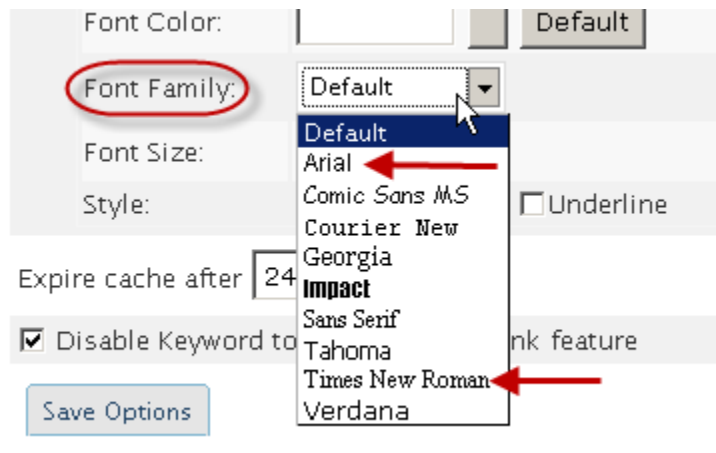 Font Color: Default
Font Family: Default
Default
Arial
Font Size:
Comic Sans MS
Style: Underline
Courier New
Georgia
Expire cache after 24
Impact
Sans Serif
Disable Keyword to nk feature
Tahoma
Times New Roman
Save Options
Verdana